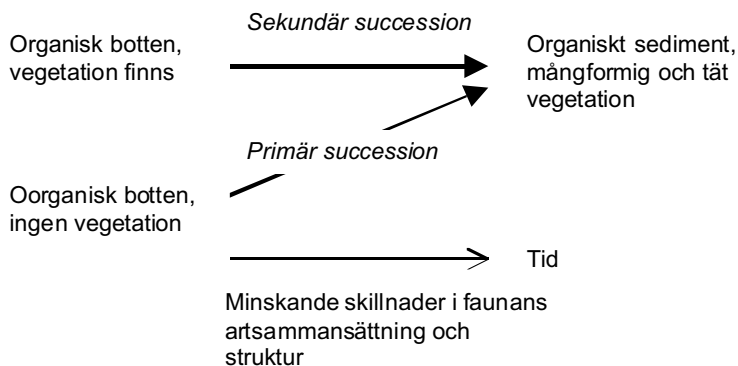 Sekundär succession
Organisk botten,
vegetation finns
Organiskt sediment,
mångformig och tät
vegetation
Primär succession
Oorganisk botten,
ingen vegetation
Tid
Minskande skillnader i faunans
artsammansättning och
struktur